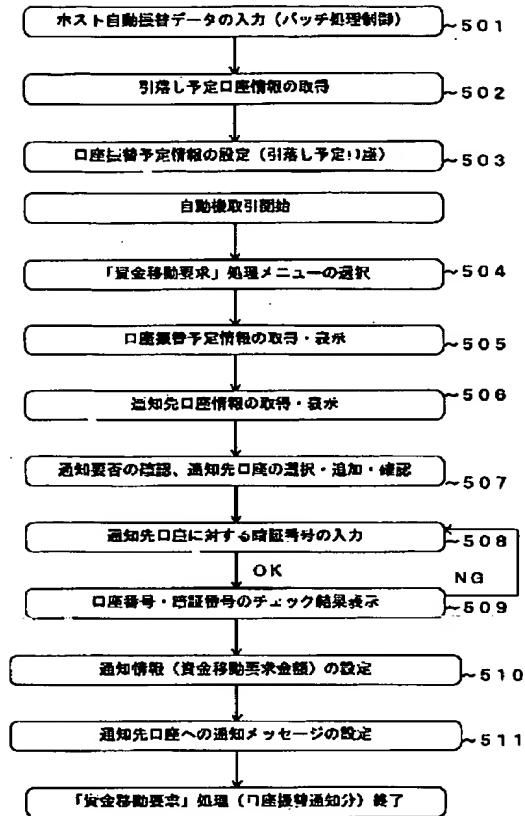 ホスト自動振替データの入力（バッチ処理制御）
~501
引落し予定口座情報の取得
~502
口座振替予定情報の設定（引落し予定口座）
~503
自動機取引開始
「資金移動要求」処理メニューの選択
~504
口座振替予定情報の取得・表示
~505
通知先口座情報の取得・表示
~506
通知要否の確認、通知先口座の選択・追加・確認
~507
通知先口座に対する暗証番号の入力
~508
OK
NG
口座番号・暗証番号のチェック結果表示
~509
通知情報（資金移動要求金額）の設定
~510
通知先口座への通知メッセージの設定
~511
「資金移動要求」処理（口座振替通知分）終了